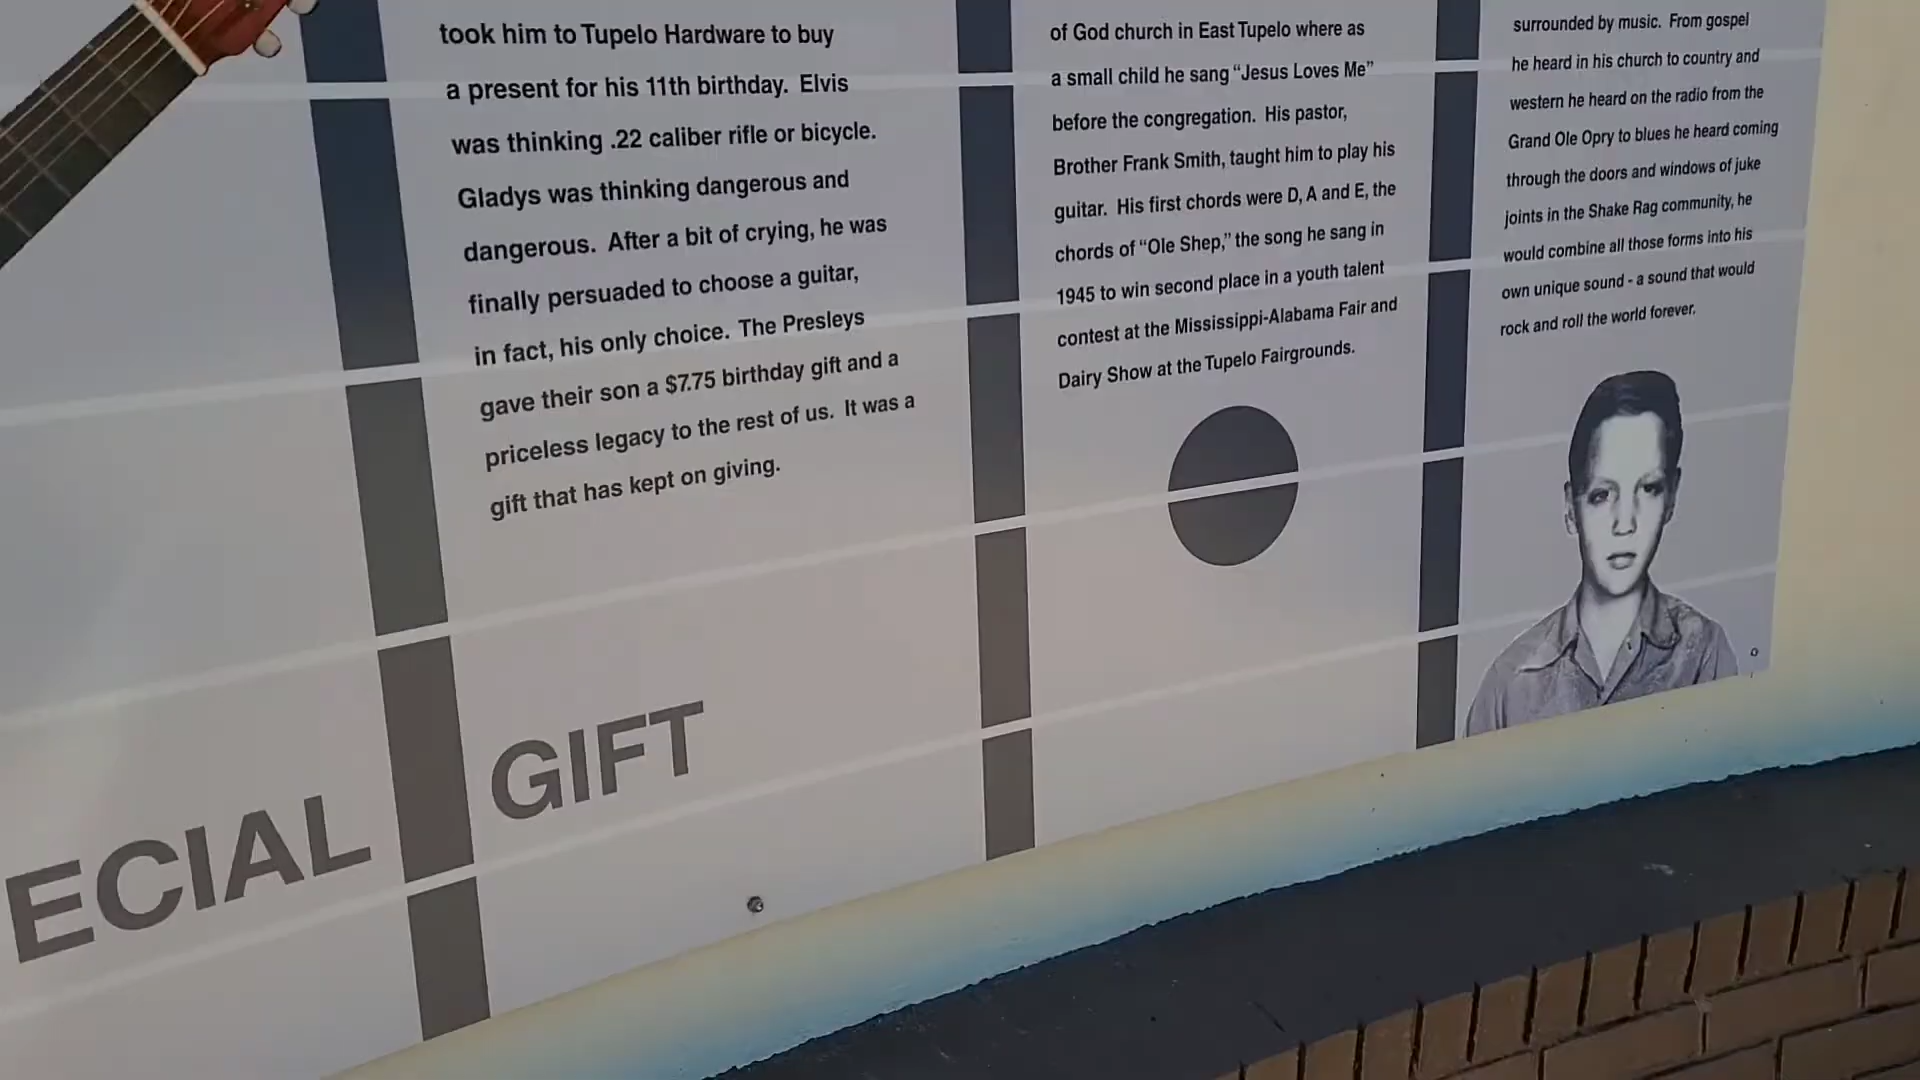 took him to Tupelo Hardware to buy
a present for his 11th birthday. Elvis
was thinking .22 caliber rifle or bicycle.
Gladys was thinking dangerous and
dangerous. After a bit of crying, he was
finally persuaded to choose a guitar,
in fact, his only choice. The Presleys
gave their son a $7.75 birthday gift and a
priceless legacy to the rest of us. It was a
gift that has kept on giving.
of God church in East Tupelo where as
a small child he sang “Jesus Loves Me”
before the congregation. His pastor,
Brother Frank Smith, taught him to play his
guitar. His first chords were D, A and E, the
chords of “Ole Shep,” the song he sang in
1945 to win second place in a youth talent
contest at the Mississippi-Alabama Fair and
Dairy Show at the Tupelo Fairgrounds.
surrounded by music. From gospel
he heard in his church to country and
western he heard on the radio from the
Grand Ole Opry to blues he heard coming
through the doors and windows of juke
joints in the Shake Rag community, he
would combine all those forms into his
own unique sound - a sound that would
rock and roll the world forever.
ECIAL GIFT